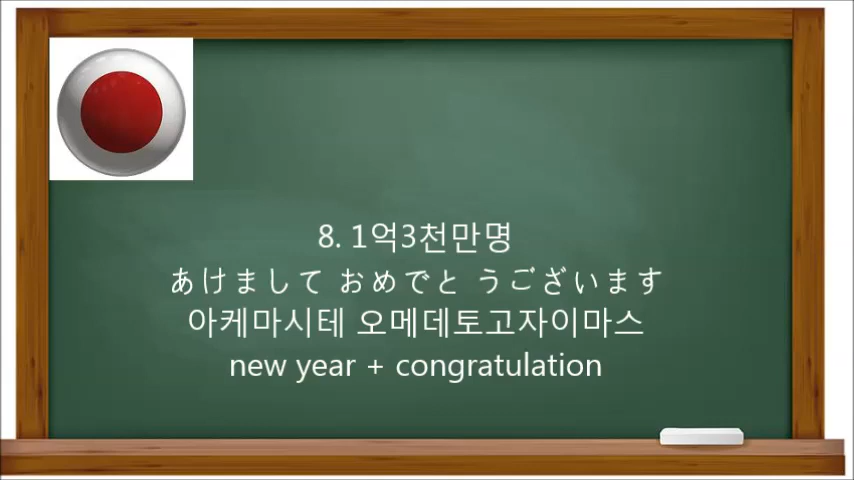 8. 1억3천만명
あけまして おめでと うございます
아케마시테 오메데토고자이마스
new year + congratulation